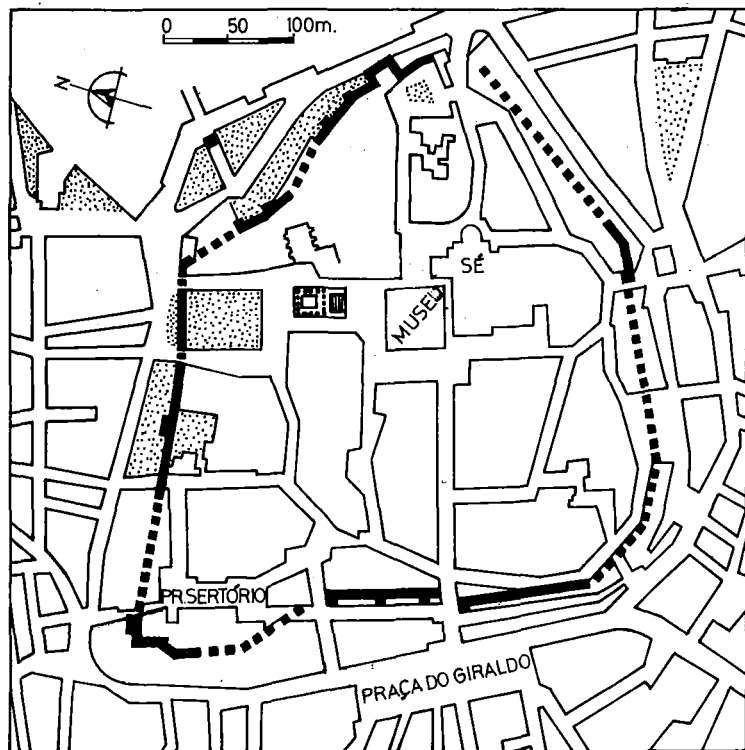 0 50 100m.
N
SÉ
MUSEU
PR.SERTÓRIO
PRAÇA DO GIRALDO